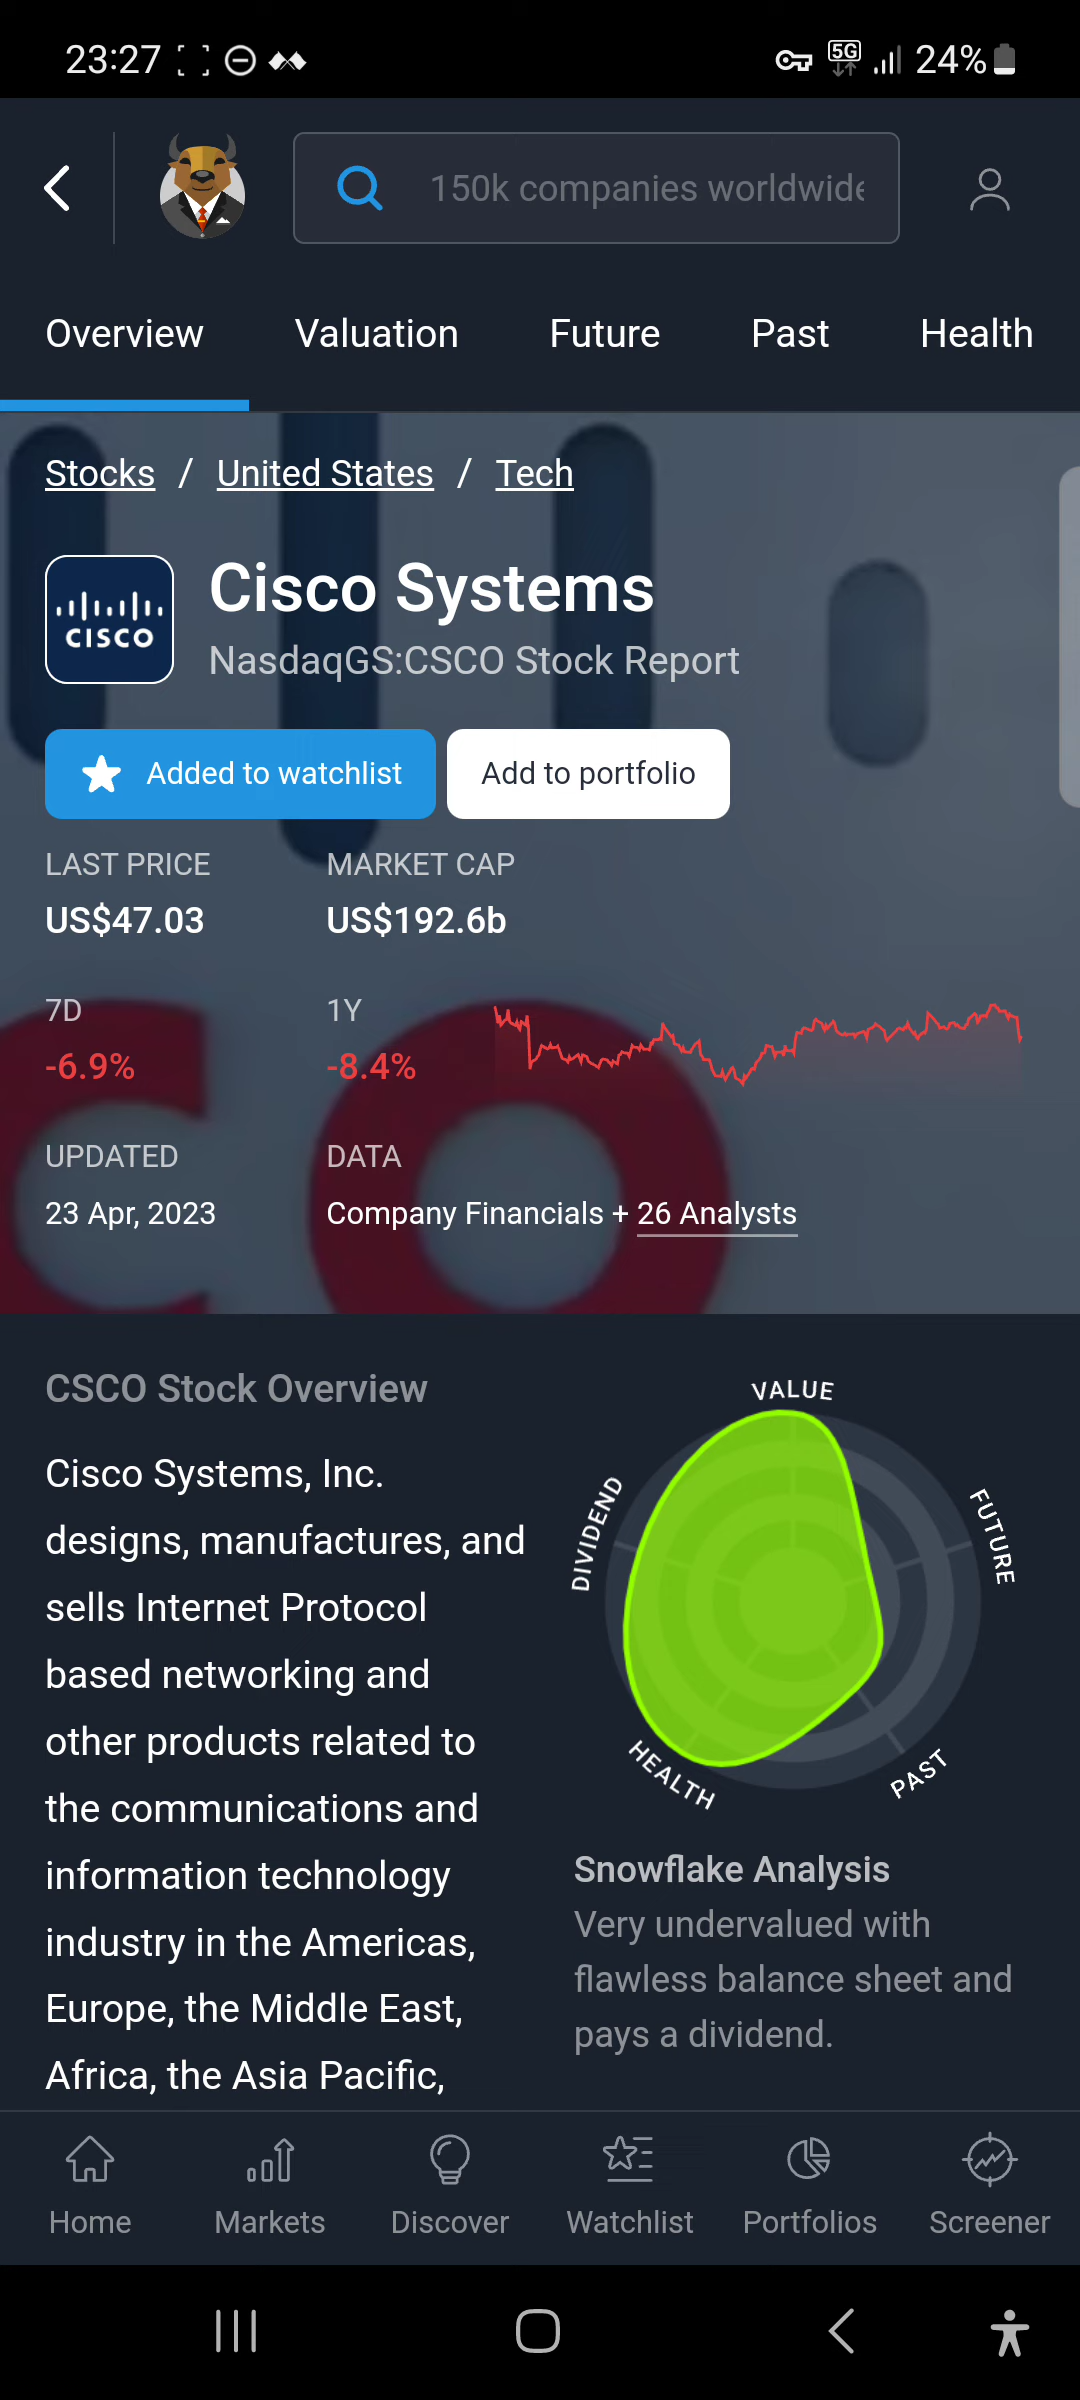 23:27 5G 24%
150k companies worldwide
Overview Valuation Future Past Health
Stocks / United States / Tech
CISCO
Cisco Systems
NasdaqGS:CSCO Stock Report
Added to watchlist Add to portfolio
LAST PRICE MARKET CAP
US$47.03 US$192.6b
7D 1Y
-6.9% -8.4%
UPDATED DATA
23 Apr, 2023 Company Financials + 26 Analysts
CSCO Stock Overview
Cisco Systems, Inc.
designs, manufactures, and
sells Internet Protocol
based networking and
other products related to
the communications and
information technology
industry in the Americas,
Europe, the Middle East,
Africa, the Asia Pacific,
VALUE
FUTURE
PAST
HEALTH
DIVIDEND
Snowflake Analysis
Very undervalued with
flawless balance sheet and
pays a dividend.
Home Markets Discover Watchlist Portfolios Screener